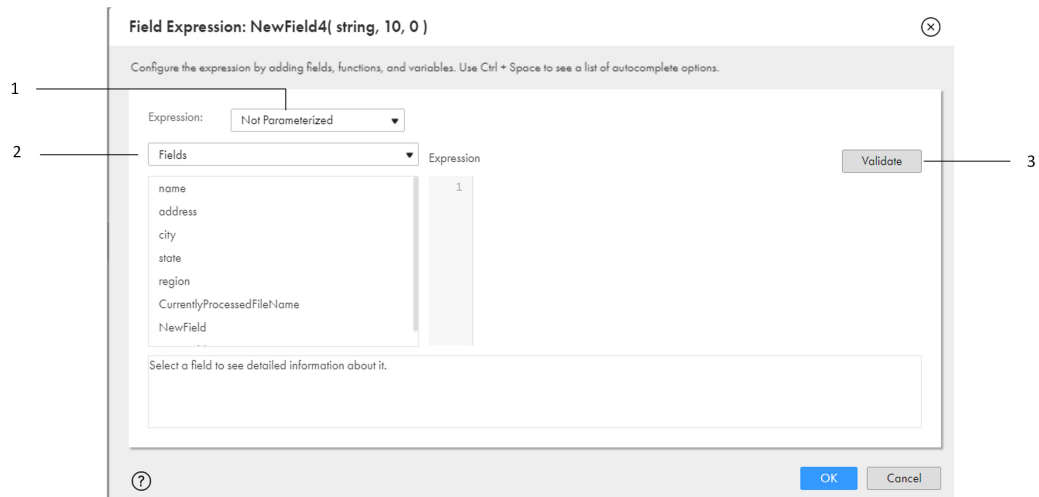 Field Expression: NewField4( string, 10, 0 )
Configure the expression by adding fields, functions, and variables. Use Ctrl + Space to see a list of autocomplete options.
1
Expression: Not Parameterized
2
Fields
Expression
Validate
3
name
1
address
city
state
region
CurrentlyProcessedFileName
NewField
Select a field to see detailed information about it.
?
OK
Cancel